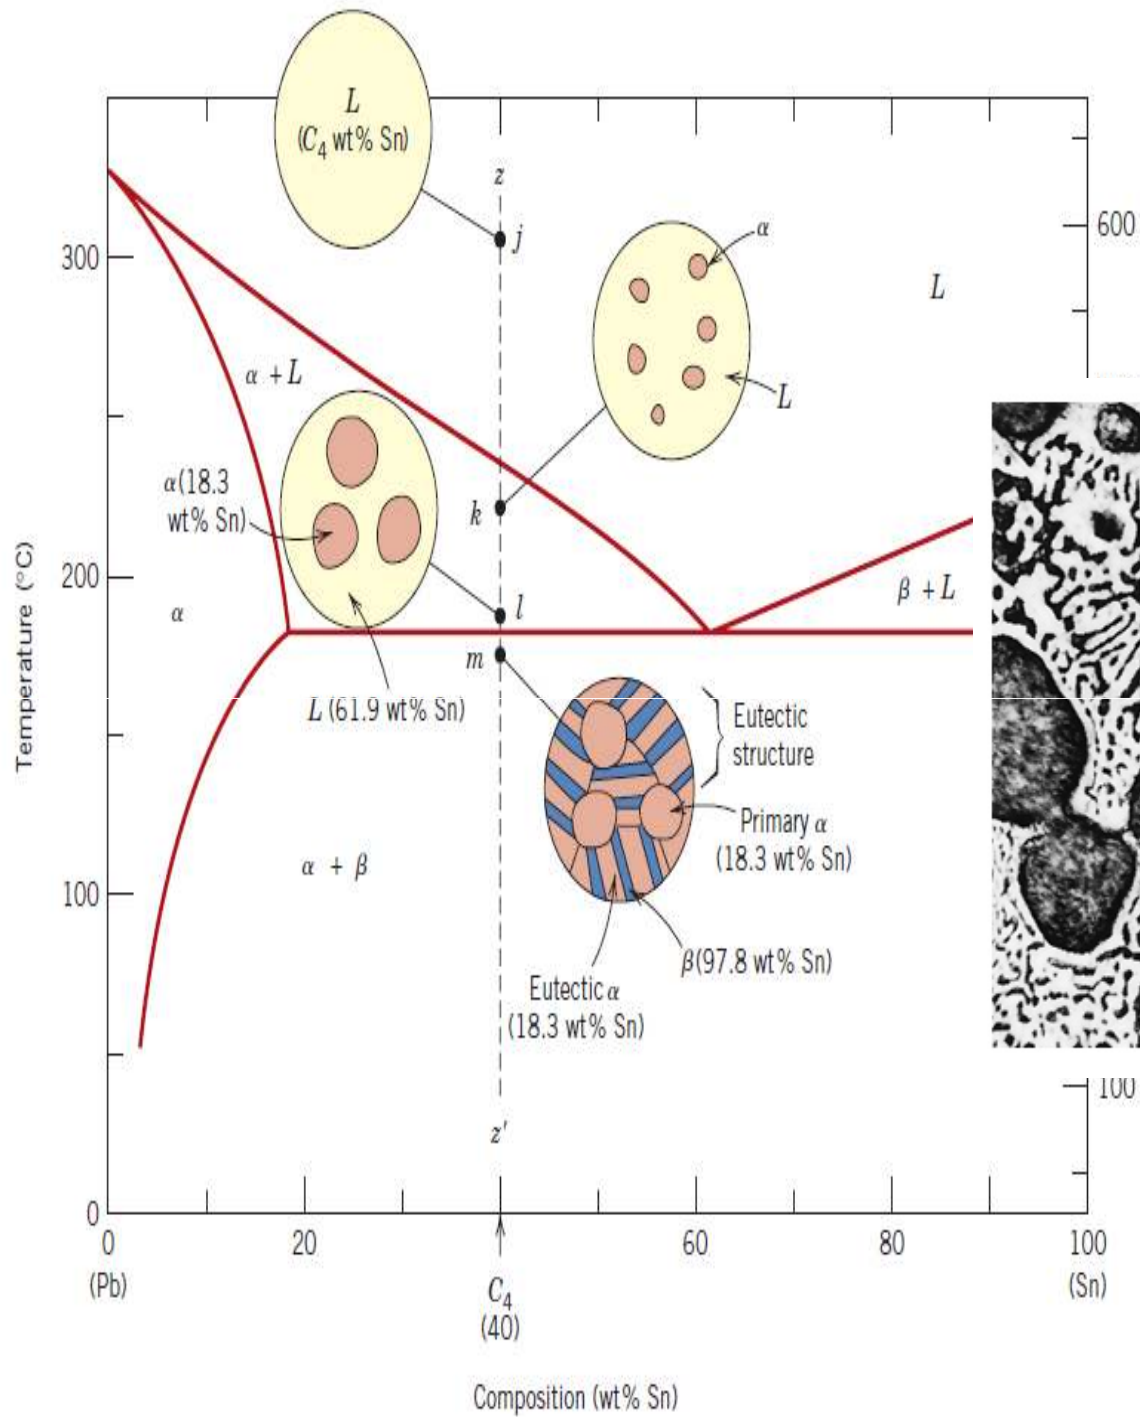 L
(C₄ wt% Sn)
z
j
600
α
300
L
α + L
L
α(18.3
wt% Sn)
k
200
β + L
l
α
m
L (61.9 wt% Sn)
Eutectic
structure
Primary α
(18.3 wt% Sn)
α + β
100
β(97.8 wt% Sn)
Eutectic α
(18.3 wt% Sn)
100
z′
0
0
20
60
80
100
(Pb)
(Sn)
C₄
(40)
Composition (wt% Sn)
Temperature (°C)